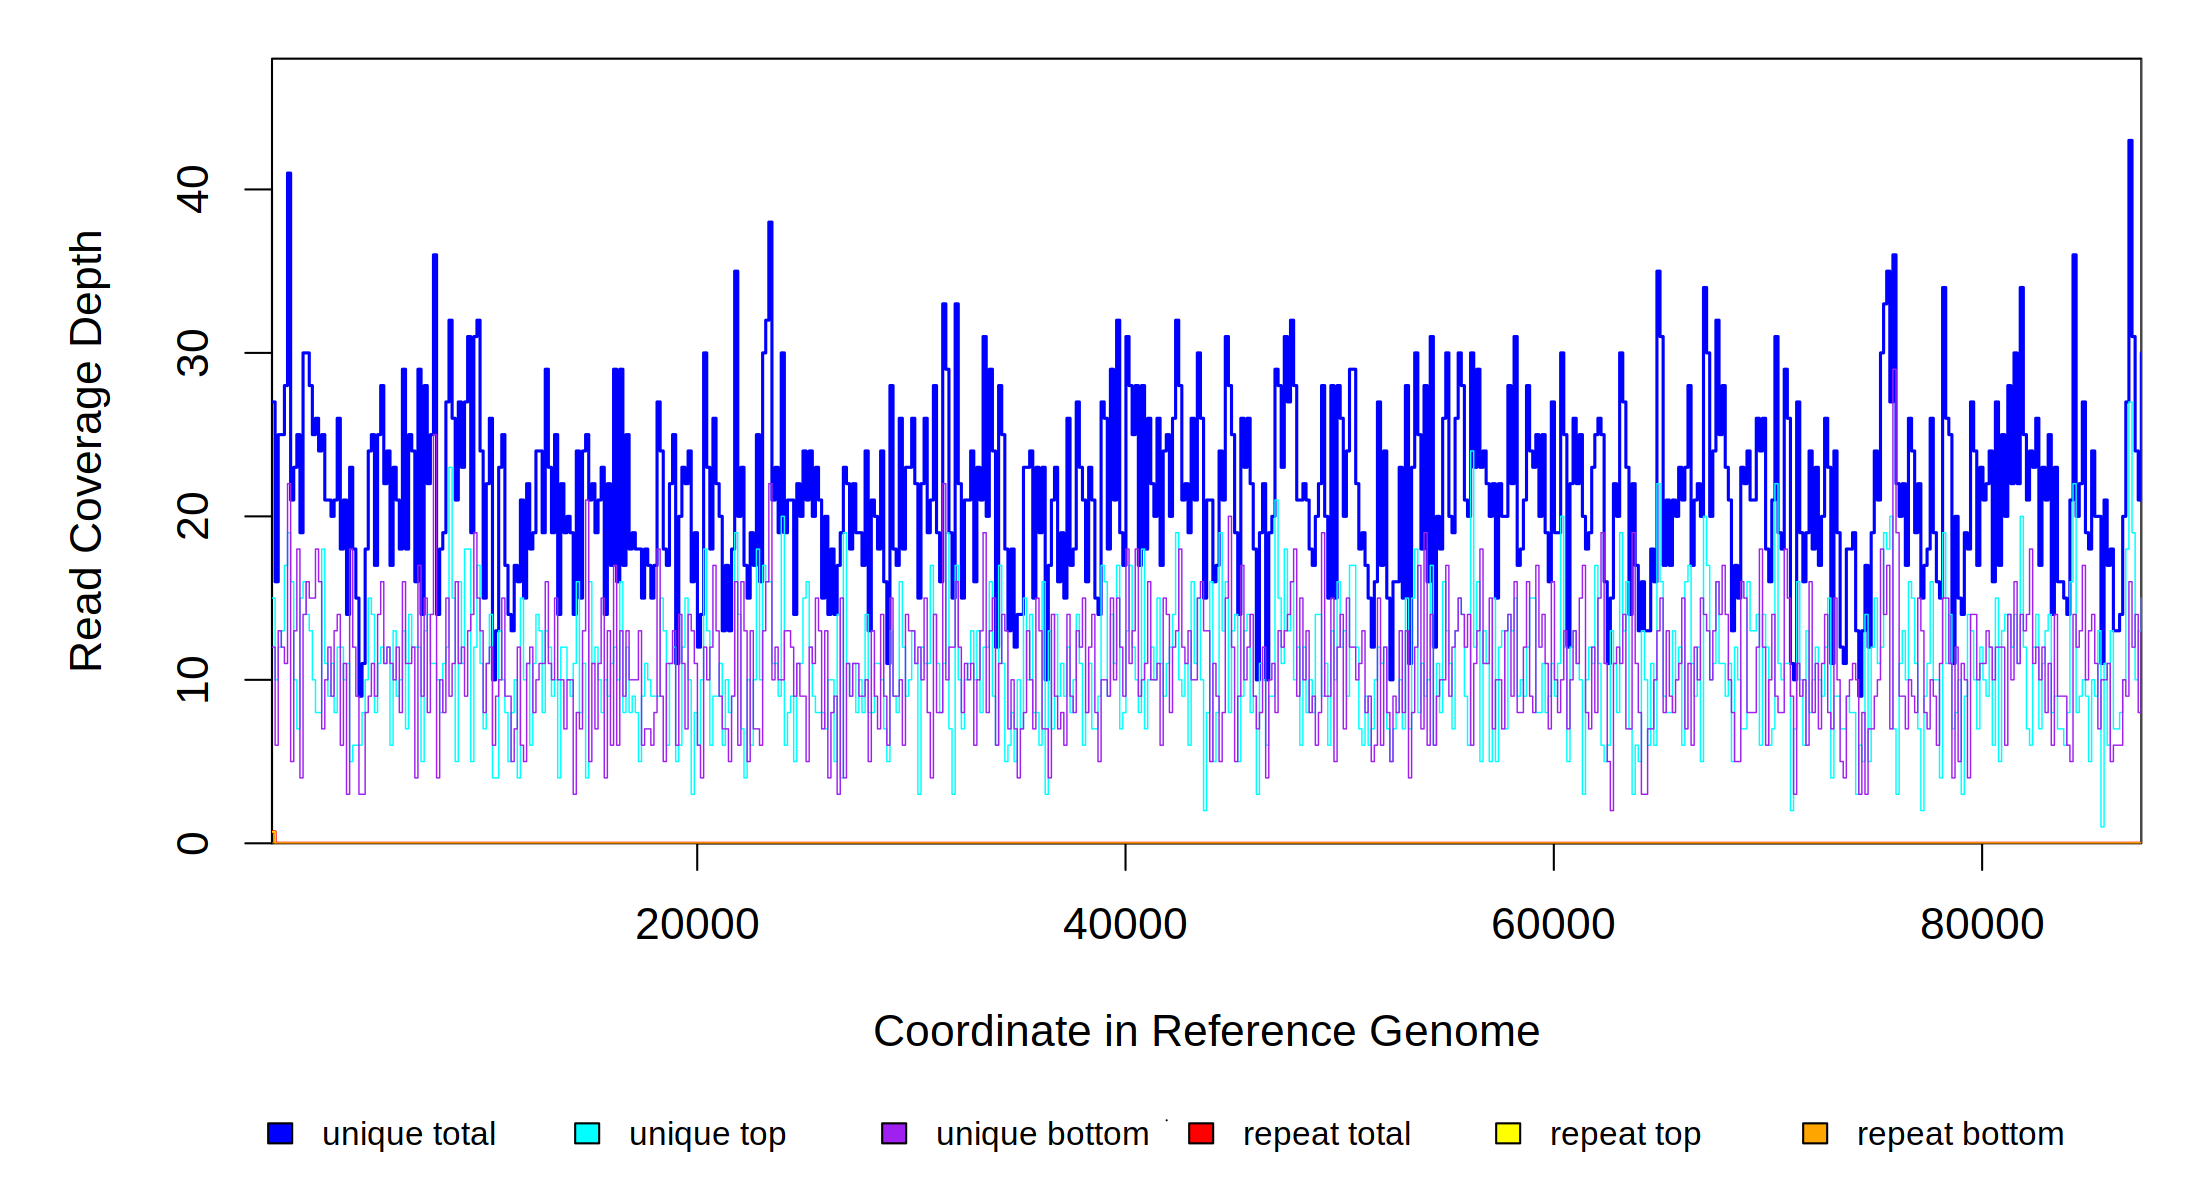 Read Coverage Depth
40
30
20
10
0
20000 40000 60000 80000
Coordinate in Reference Genome
unique total unique top unique bottom repeat total repeat top repeat bottom